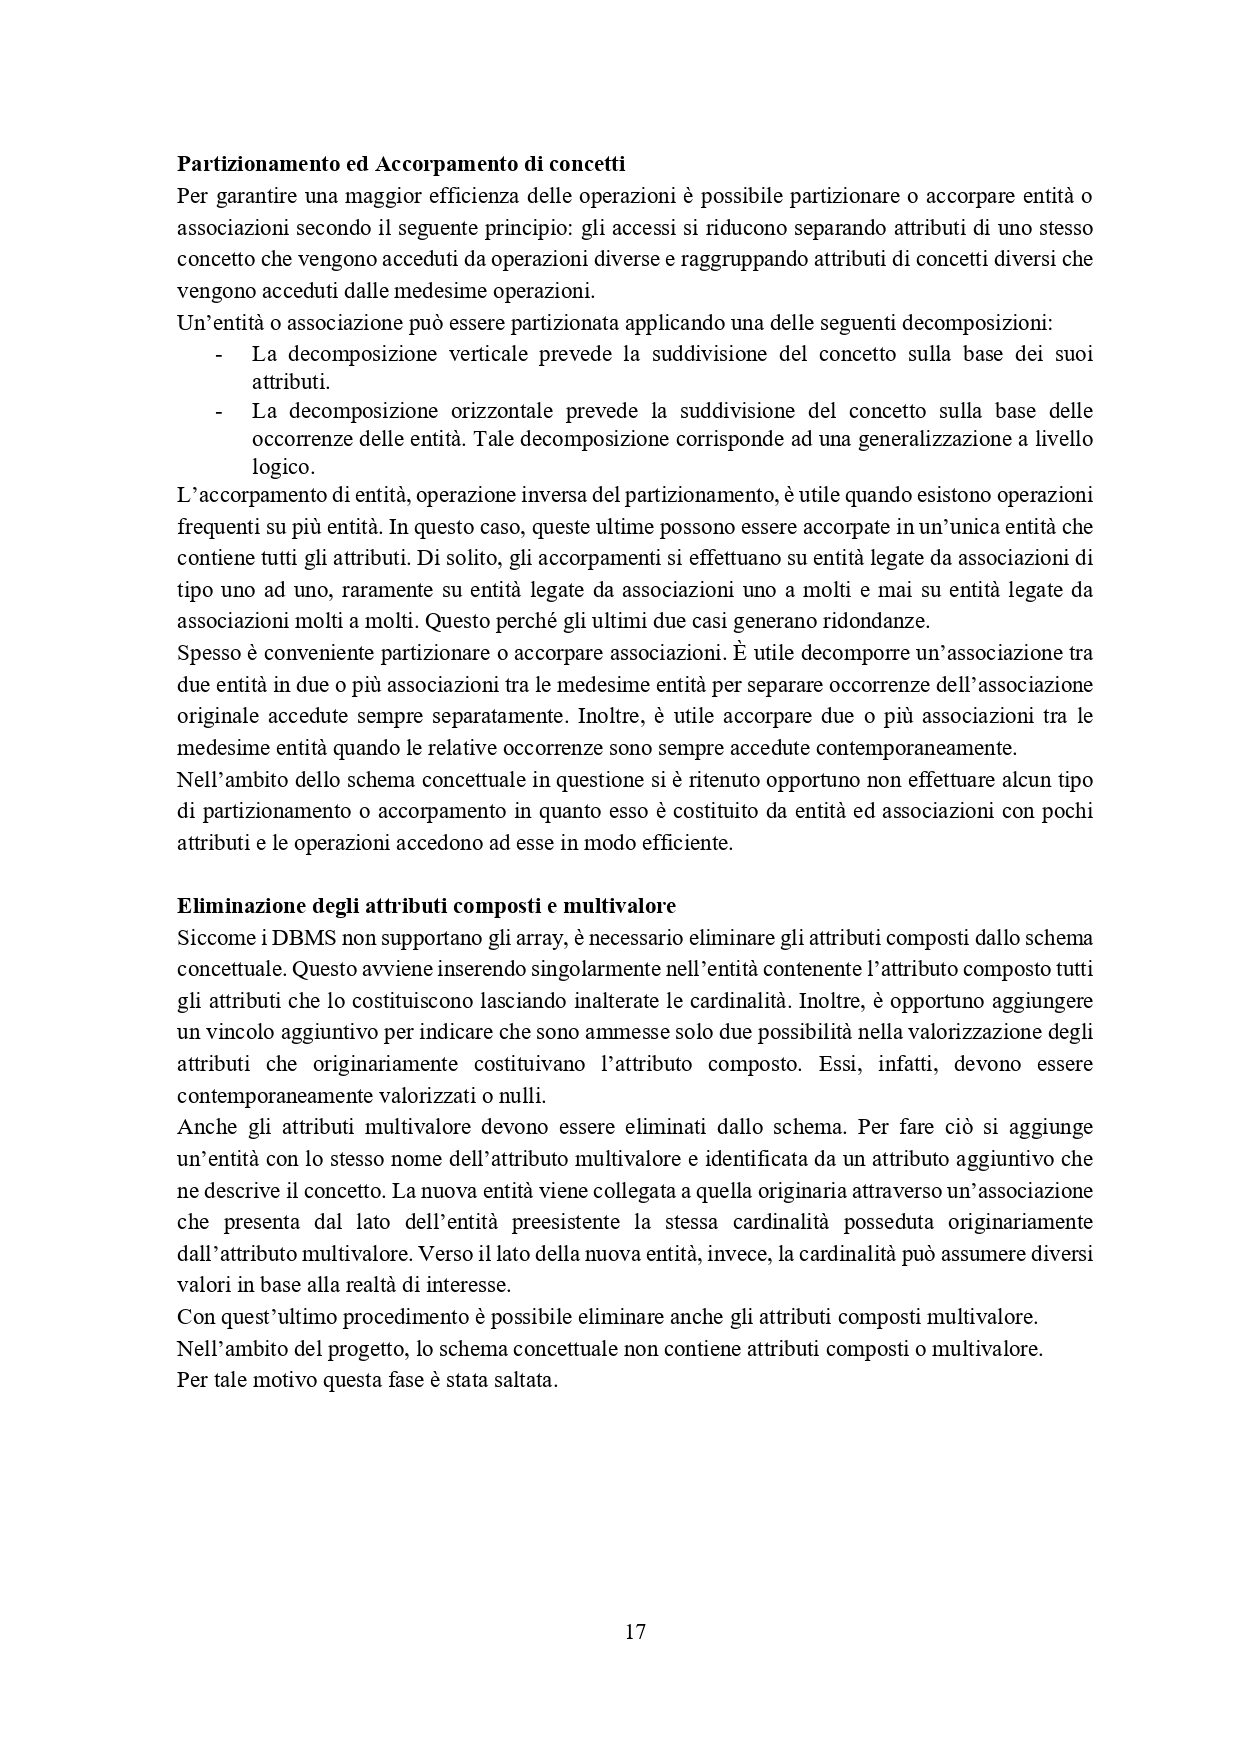 Partizionamento ed Accorpamento di concetti
Per garantire una maggior efficienza delle operazioni è possibile partizionare o accorpare entità o
associazioni secondo il seguente principio: gli accessi si riducono separando attributi di uno stesso
concetto che vengono acceduti da operazioni diverse e raggruppando attributi di concetti diversi che
vengono acceduti dalle medesime operazioni.
Un’entità o associazione può essere partizionata applicando una delle seguenti decomposizioni:
- La decomposizione verticale prevede la suddivisione del concetto sulla base dei suoi
attributi.
- La decomposizione orizzontale prevede la suddivisione del concetto sulla base delle
occorrenze delle entità. Tale decomposizione corrisponde ad una generalizzazione a livello
logico.
L’accorpamento di entità, operazione inversa del partizionamento, è utile quando esistono operazioni
frequenti su più entità. In questo caso, queste ultime possono essere accorpate in un’unica entità che
contiene tutti gli attributi. Di solito, gli accorpamenti si effettuano su entità legate da associazioni di
tipo uno ad uno, raramente su entità legate da associazioni uno a molti e mai su entità legate da
associazioni molti a molti. Questo perché gli ultimi due casi generano ridondanze.
Spesso è conveniente partizionare o accorpare associazioni. È utile decomporre un’associazione tra
due entità in due o più associazioni tra le medesime entità per separare occorrenze dell’associazione
originale accedute sempre separatamente. Inoltre, è utile accorpare due o più associazioni tra le
medesime entità quando le relative occorrenze sono sempre accedute contemporaneamente.
Nell’ambito dello schema concettuale in questione si è ritenuto opportuno non effettuare alcun tipo
di partizionamento o accorpamento in quanto esso è costituito da entità ed associazioni con pochi
attributi e le operazioni accedono ad esse in modo efficiente.
Eliminazione degli attributi composti e multivalore
Siccome i DBMS non supportano gli array, è necessario eliminare gli attributi composti dallo schema
concettuale. Questo avviene inserendo singolarmente nell’entità contenente l’attributo composto tutti
gli attributi che lo costituiscono lasciando inalterate le cardinalità. Inoltre, è opportuno aggiungere
un vincolo aggiuntivo per indicare che sono ammesse solo due possibilità nella valorizzazione degli
attributi che originariamente costituivano l’attributo composto. Essi, infatti, devono essere
contemporaneamente valorizzati o nulli.
Anche gli attributi multivalore devono essere eliminati dallo schema. Per fare ciò si aggiunge
un’entità con lo stesso nome dell’attributo multivalore e identificata da un attributo aggiuntivo che
ne descrive il concetto. La nuova entità viene collegata a quella originaria attraverso un’associazione
che presenta dal lato dell’entità preesistente la stessa cardinalità posseduta originariamente
dall’attributo multivalore. Verso il lato della nuova entità, invece, la cardinalità può assumere diversi
valori in base alla realtà di interesse.
Con quest’ultimo procedimento è possibile eliminare anche gli attributi composti multivalore.
Nell’ambito del progetto, lo schema concettuale non contiene attributi composti o multivalore.
Per tale motivo questa fase è stata saltata.
17